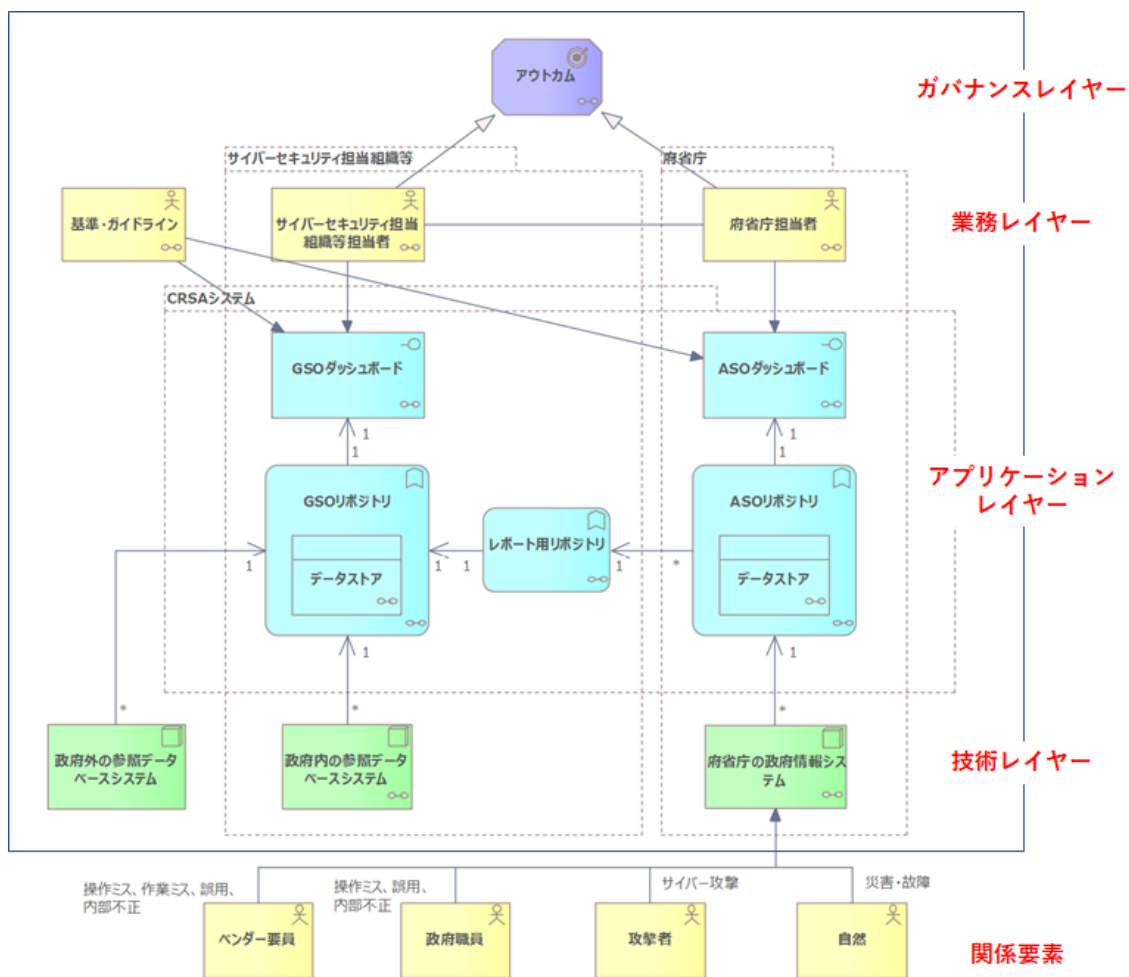 アウトカム
ガバナンスレイヤー
サイバーセキュリティ担当組織等
府省庁
基準・ガイドライン
サイバーセキュリティ担当
組織等担当者
府省庁担当者
業務レイヤー
CRSAシステム
GSOダッシュボード
ASOダッシュボード
1
1
1
1
GSOリポジトリ
ASOリポジトリ
アプリケーション
レイヤー
レポート用リポジトリ
データストア
データストア
1
1
1
1
*
1
1
*
*
*
政府外の参照データ
ベースシステム
政府内の参照データ
ベースシステム
府省庁の政府情報シス
テム
技術レイヤー
操作ミス、作業ミス、誤用、
内部不正
操作ミス、誤用、
内部不正
サイバー攻撃
災害・故障
ベンダー要員
政府職員
攻撃者
自然
関係要素